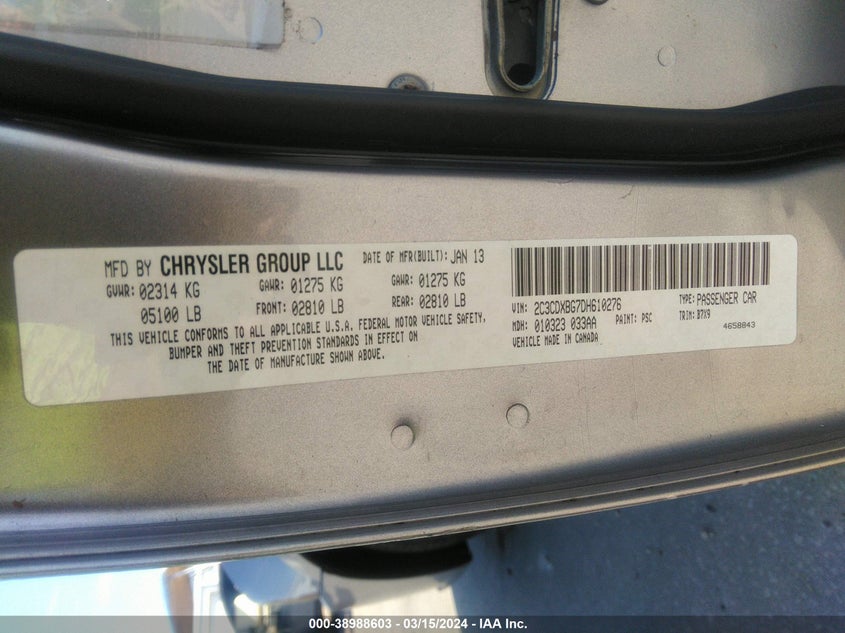 MFD BY CHRYSLER GROUP LLC DATE OF MFR(BUILT): JAN 13
GVWR: 02314 KG GAWR: 01275 KG GAWR: 01275 KG
05100 LB FRONT: 02810 LB REAR: 02810 LB
THIS VEHICLE CONFORMS TO ALL APPLICABLE U.S.A. FEDERAL MOTOR VEHICLE SAFETY,
BUMPER AND THEFT PREVENTION STANDARDS IN EFFECT ON
THE DATE OF MANUFACTURE SHOWN ABOVE.
VIN: 2C3CDXBG7DH610276 TYPE: PASSENGER CAR
MDH: 010323 033AA PAINT: PSC TRIM: B7X9
VEHICLE MADE IN CANADA 4658843
000-38988603 - 03/15/2024 - IAA Inc.